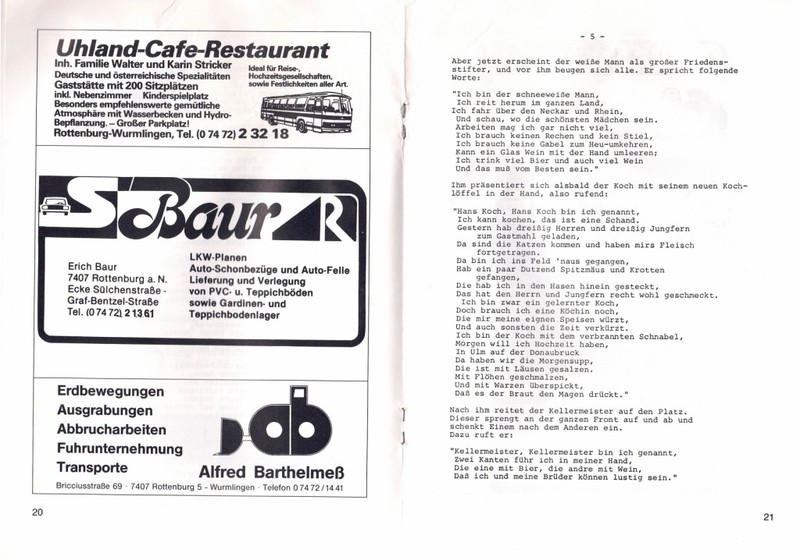 Uhland-Cafe-Restaurant
Inh. Familie Walter und Karin Stricker
Deutsche und österreichische Spezialitäten
Gaststätte mit 200 Sitzplätzen
inkl. Nebenzimmer Kinderspielplatz
Besonders empfehlenswerte gemütliche
Atmosphäre mit Wasserbecken und Hydro-
Bepflanzung. – Großer Parkplatz!
Rottenburg-Wurmlingen, Tel. (0 74 72) 2 32 18
Ideal für Reise-,
Hochzeitsgesellschaften,
sowie Festlichkeiten aller Art.
S Baur R
Erich Baur
7407 Rottenburg a. N.
Ecke Sülchenstraße -
Graf-Bentzel-Straße
Tel. (0 74 72) 2 13 61
LKW-Planen
Auto-Schonbezüge und Auto-Felle
Lieferung und Verlegung
von PVC- u. Teppichböden
sowie Gardinen- und
Teppichbodenlager
Erdbewegungen
Ausgrabungen
Abbrucharbeiten
Fuhrunternehmung
Transporte
ab
Alfred Barthelmeß
Bricciusstraße 69 · 7407 Rottenburg 5 - Wurmlingen · Telefon 0 74 72 / 14 41
20
- 5 -
Aber jetzt erscheint der weiße Mann als großer Friedens-
stifter, und vor ihm beugen sich alle. Er spricht folgende
Worte:
"Ich bin der schneeweiße Mann,
Ich reit herum im ganzen Land,
Ich fahr über den Neckar und Rhein,
Und schau, wo die schönsten Mädchen sein.
Arbeiten mag ich gar nicht viel,
Ich brauch keinen Rechen und kein Stiel,
Ich brauch keine Gabel zum Heu-umkehren,
Kann ein Glas Wein mit der Hand umleeren;
Ich trink viel Bier und auch viel Wein
Und das muß vom Besten sein."
Ihm präsentiert sich alsbald der Koch mit seinem neuen Koch-
löffel in der Hand, also rufend:
"Hans Koch, Hans Koch bin ich genannt,
Ich kann kochen, das ist eine Schand.
Gestern hab dreißig Herren und dreißig Jungfern
zum Gastmahl geladen,
Da sind die Katzen kommen und haben mirs Fleisch
fortgetragen.
Da bin ich ins Feld 'naus gegangen,
Hab ein paar Dutzend Spitzmäus und Krotten
gefangen,
Die hab ich in den Hasen hinein gesteckt,
Das hat den Herrn und Jungfern recht wohl geschmeckt.
Ich bin zwar ein gelernter Koch,
Doch brauch ich eine Köchin noch,
Die mir meine eignen Speisen würzt,
Und auch sonsten die Zeit verkürzt.
Ich bin der Koch mit dem verbrannten Schnabel,
Morgen will ich Hochzeit haben,
In Ulm auf der Donaubruck
Da haben wir die Morgensupp,
Die ist mit Läusen gesalzen.
Mit Flöhen geschmalzen,
Und mit Warzen überspickt,
Daß es der Braut den Magen drückt."
Nach ihm reitet der Kellermeister auf den Platz.
Dieser sprengt an der ganzen Front auf und ab und
schenkt Einem nach dem Anderen ein.
Dazu ruft er:
"Kellermeister, Kellermeister bin ich genannt,
Zwei Kanten führ ich in meiner Hand,
Die eine mit Bier, die andre mit Wein,
Daß ich und meine Brüder können lustig sein."
21